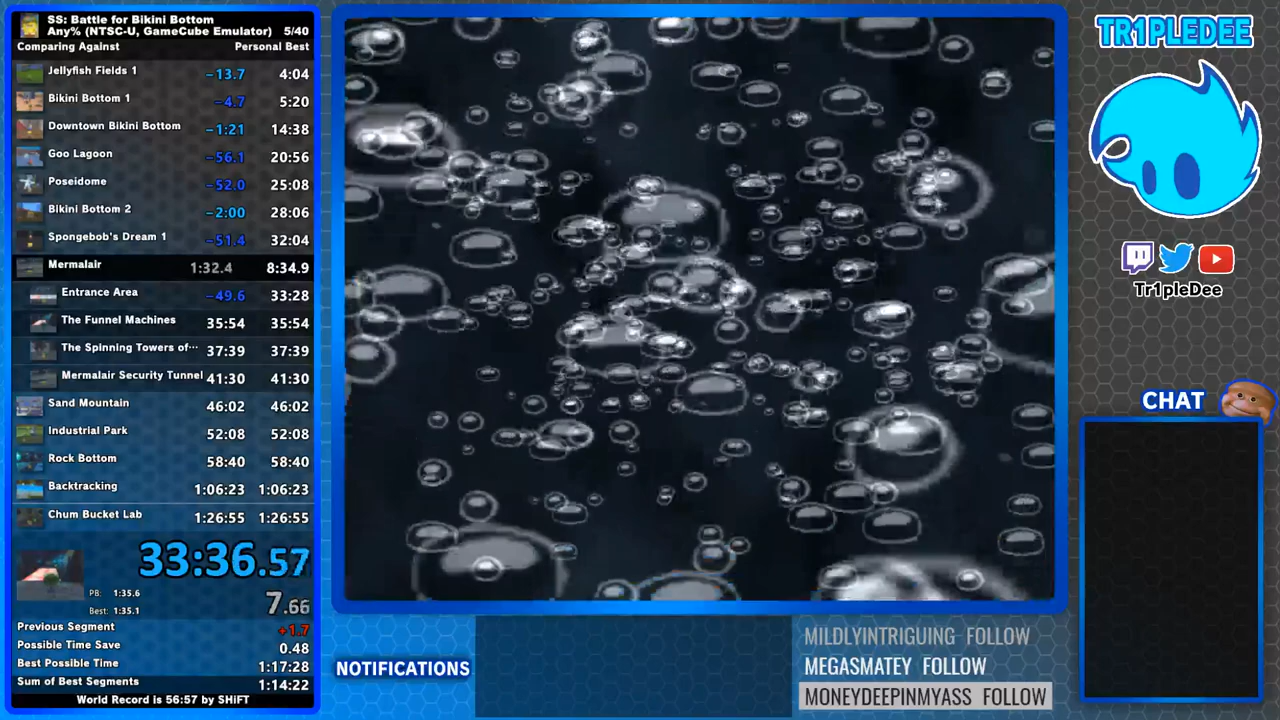 SS: Battle for Bikini Bottom
Any% (NTSC-U, GameCube Emulator) 5/40
Comparing Against Personal Best
Jellyfish Fields 1 -13.7 4:04
Bikini Bottom 1 -4.7 5:20
Downtown Bikini Bottom -1:21 14:38
Goo Lagoon -56.1 20:56
Poseidome -52.0 25:08
Bikini Bottom 2 -2:00 28:06
Spongebob's Dream 1 -51.4 32:04
Mermalair 1:32.4 8:34.9
Entrance Area -49.6 33:28
The Funnel Machines 35:54 35:54
The Spinning Towers of... 37:39 37:39
Mermalair Security Tunnel 41:30 41:30
Sand Mountain 46:02 46:02
Industrial Park 52:08 52:08
Rock Bottom 58:40 58:40
Backtracking 1:06:23 1:06:23
Chum Bucket Lab 1:26:55 1:26:55
33:36.57
PB: 1:35.6
Best: 1:35.1
7.66
Previous Segment +1.7
Possible Time Save 0.48
Best Possible Time 1:17:28
Sum of Best Segments 1:14:22
World Record is 56:57 by SHiFT
TR1PLEDEE
Tr1pleDee
CHAT
NOTIFICATIONS
MILDLYINTRIGUING FOLLOW
MEGASMATEY FOLLOW
MONEYDEEPINMYASS FOLLOW